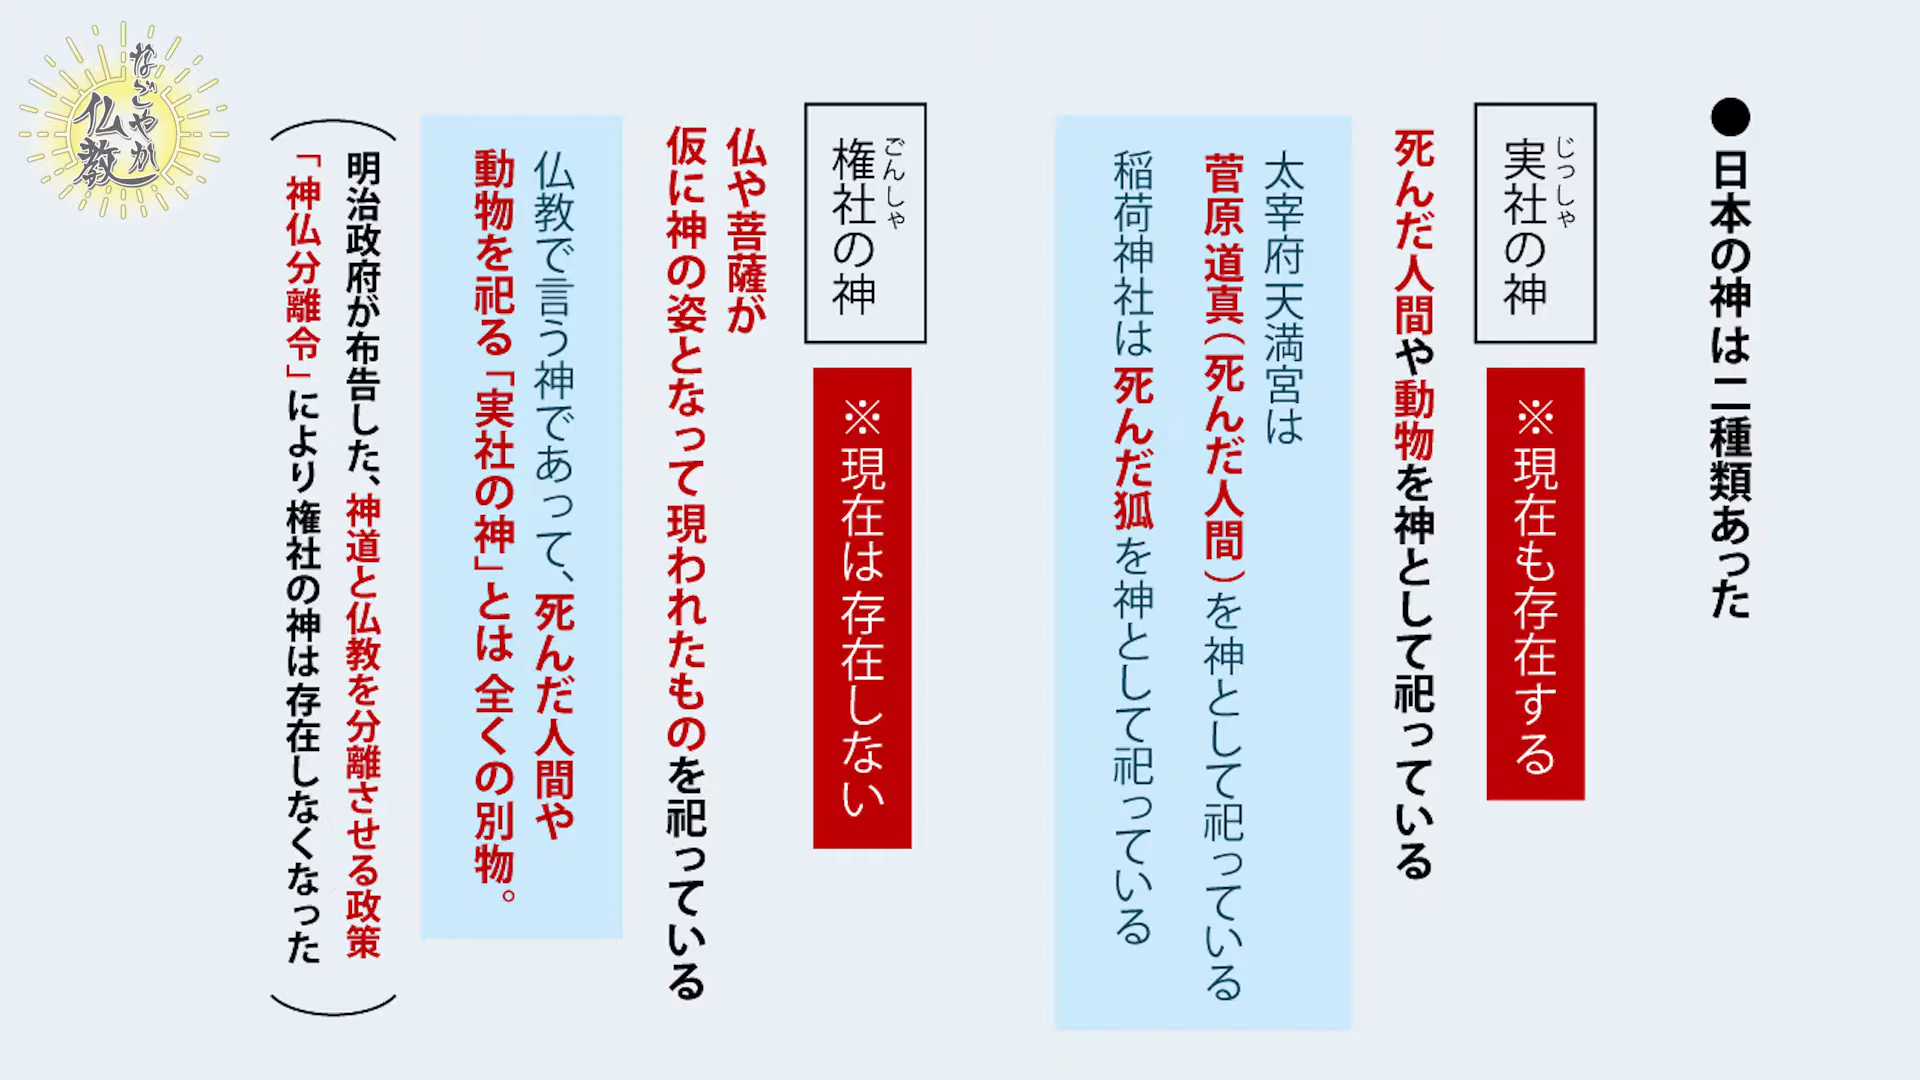 ●日本の神は二種類あった
じっしゃ
実社の神
※現在も存在する
死んだ人間や動物を神として祀っている
太宰府天満宮は
菅原道真(死んだ人間)を神として祀っている
稲荷神社は死んだ狐を神として祀っている
ごんしゃ
権社の神
※現在は存在しない
仏や菩薩が
仮に神の姿となって現われたものを祀っている
仏教で言う神であって、死んだ人間や
動物を祀る「実社の神」とは全くの別物。
(明治政府が布告した、神道と仏教を分離させる政策
「神仏分離令」により権社の神は存在しなくなった)
なごやか
仏教